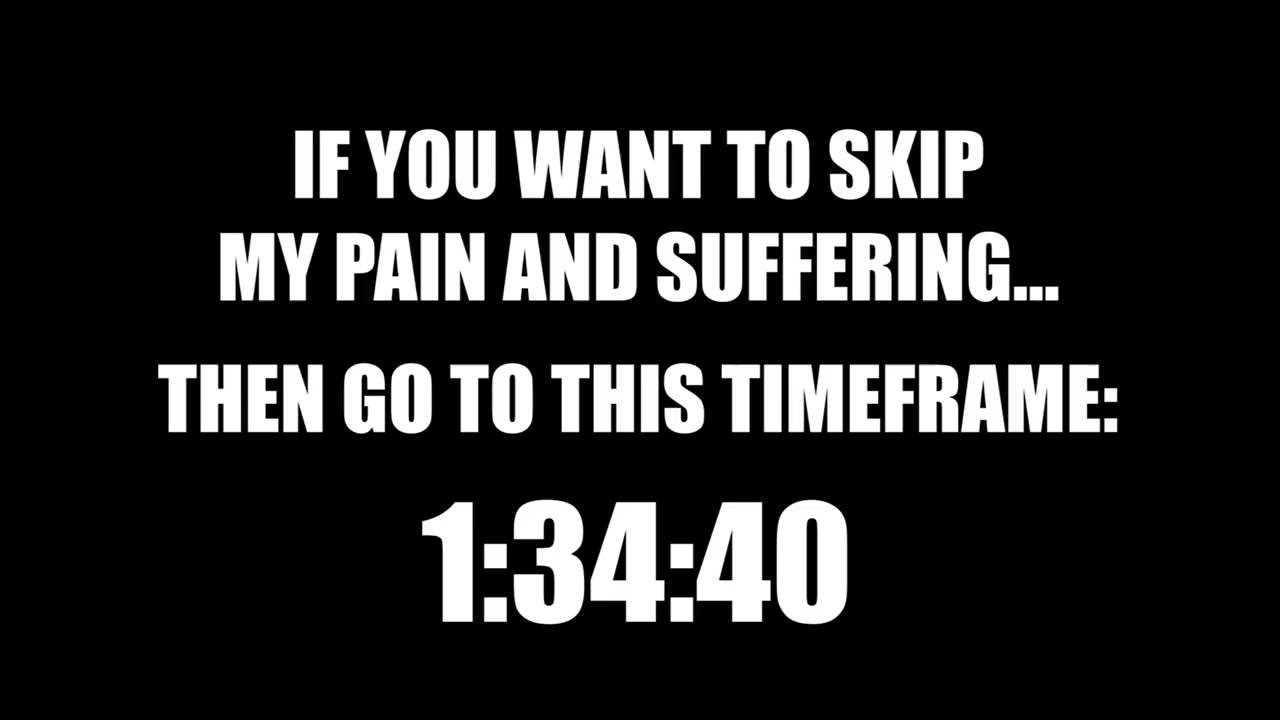 IF YOU WANT TO SKIP
MY PAIN AND SUFFERING...
THEN GO TO THIS TIMEFRAME:
1:34:40